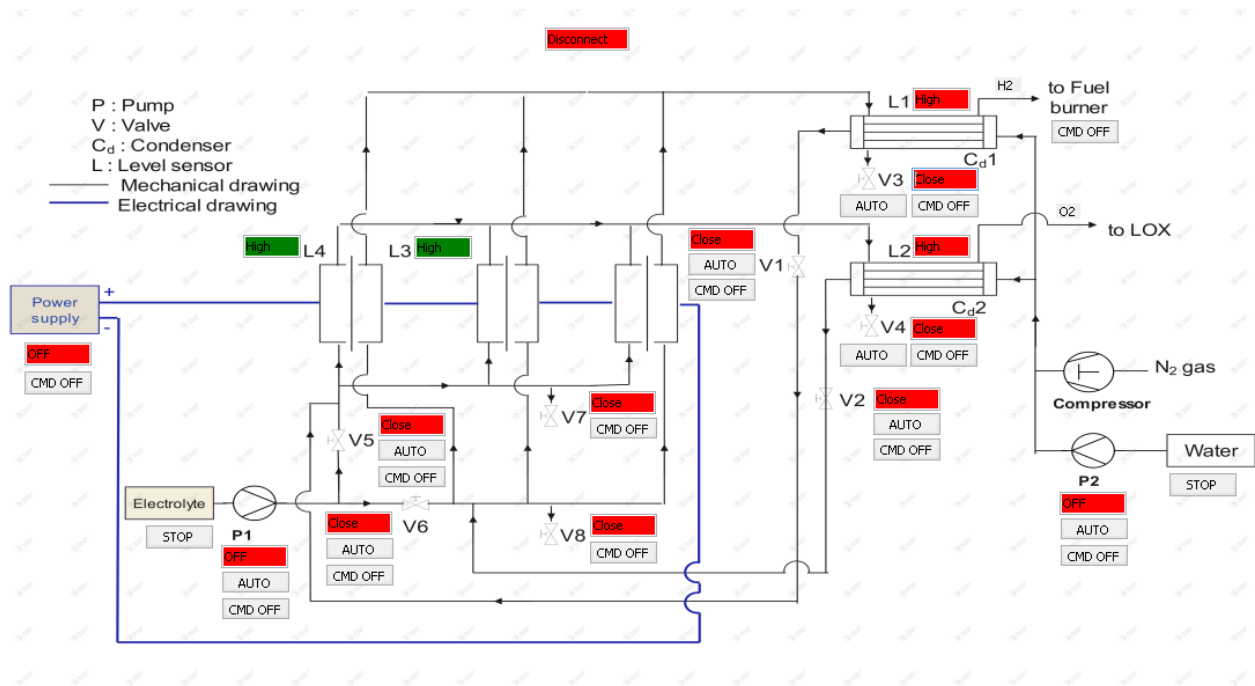 Disconnect
P : Pump
V : Valve
Cd : Condenser
L : Level sensor
Mechanical drawing
Electrical drawing
L1
High
H2
to Fuel
burner
CMD OFF
Cd1
V3
Close
AUTO
CMD OFF
O2
to LOX
L2
High
Cd2
V4
Close
AUTO
CMD OFF
High
L4
L3
High
Close
AUTO
V1
CMD OFF
Power
supply
+
-
OFF
CMD OFF
N2 gas
Compressor
V2
Close
AUTO
CMD OFF
V7
Close
CMD OFF
V5
Close
AUTO
CMD OFF
Water
P2
STOP
OFF
AUTO
CMD OFF
Electrolyte
STOP
P1
OFF
AUTO
CMD OFF
V6
Close
AUTO
CMD OFF
V8
Close
CMD OFF